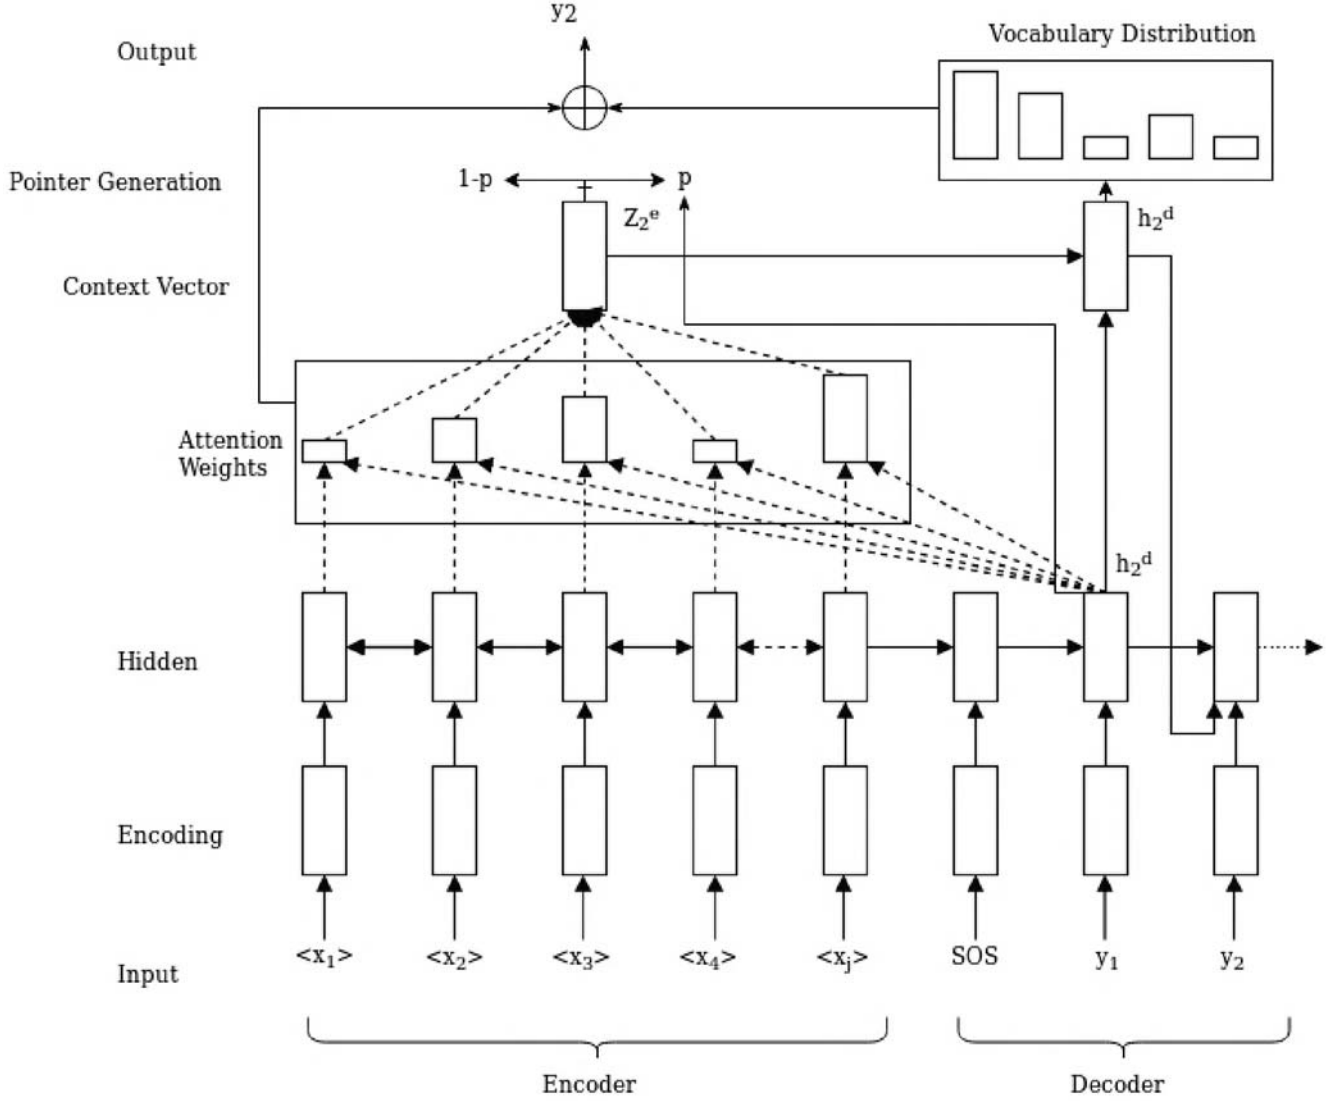 y₂
Vocabulary Distribution
Output
Pointer Generation
1-p
p
Z₂ᵉ
h₂ᵈ
Context Vector
Attention
Weights
h₂ᵈ
Hidden
Encoding
<x₁>
<x₂>
<x₃>
<x₄>
<xⱼ>
SOS
y₁
y₂
Input
Encoder
Decoder